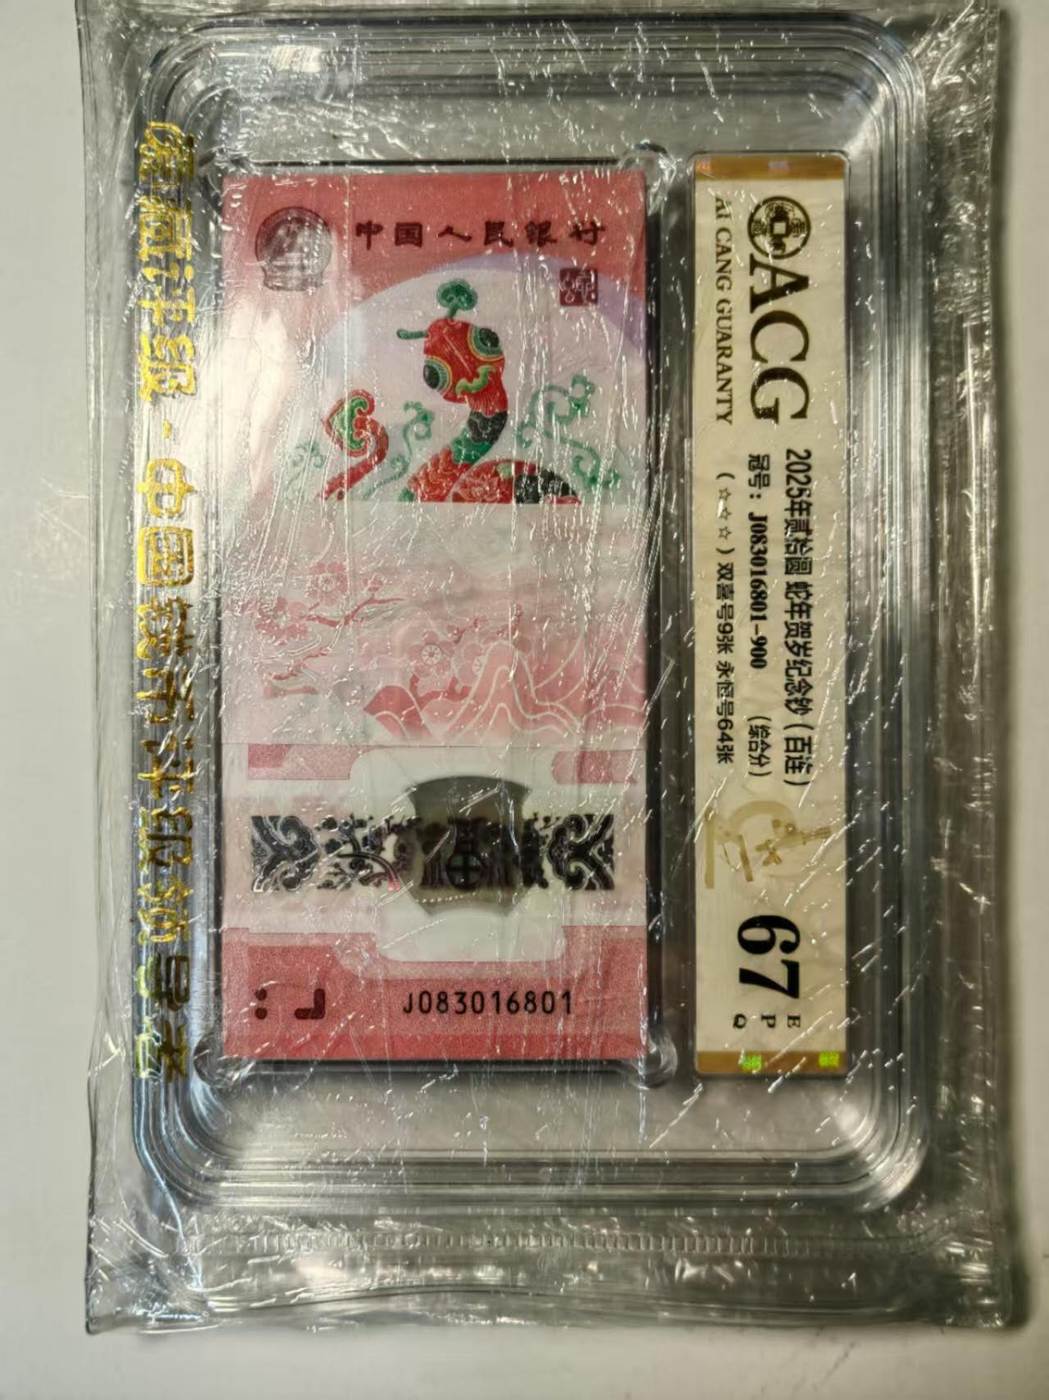 爱藏评级-中国钱币评级领导者
中国人民银行
J083016801
ACG
AI CANG GUARANTY
2025年贰拾圆 蛇年贺岁纪念钞（百连）
冠号：J083016801-900 （综合分）
（☆☆☆）双喜号9张 永恒号64张
67
E
P
Q